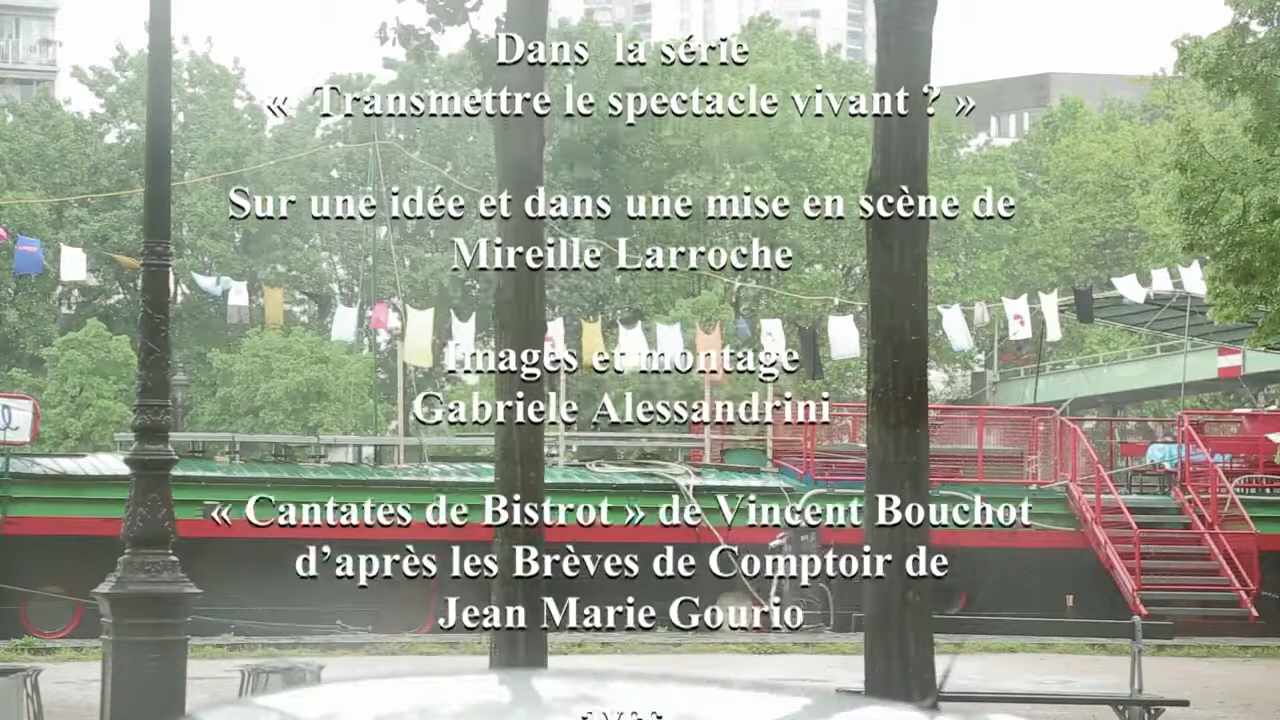 Dans la série
« Transmettre le spectacle vivant ? »
Sur une idée et dans une mise en scène de
Mireille Larroche
Images et montage
Gabriele Alessandrini
« Cantates de Bistrot » de Vincent Bouchot
d’après les Brèves de Comptoir de
Jean Marie Gourio